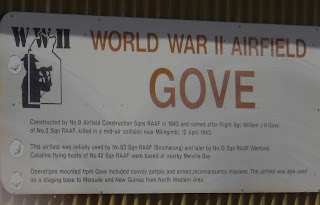 WW II
WORLD WAR II AIRFIELD
GOVE
Constructed by No.9 Airfield Construction Sqns RAAF in 1943 and named after Flight Sgt William J H Gove
of No.2 Sqn RAAF, killed in a mid-air collision near Milingimbi, 12 April 1943.
This airfield was initially used by No.83 Sqn RAAF (Boomerang) and later by No 13 Sqn RAAF (Ventura)
Catalina flying boats of No.42 Sqn RAAF were based at nearby Melville Bay
Operations mounted from Gove included convoy patrols and armed reconnaissance missions. The airfield was also used
as a staging base to Merauke and New Guinea from North Western Area.